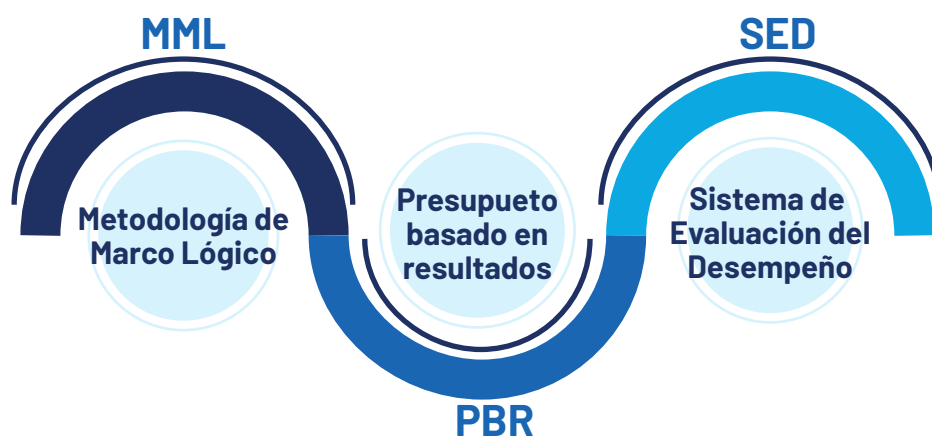 MML
Metodología de
Marco Lógico
Presupueto
basado en
resultados
PBR
SED
Sistema de
Evaluación del
Desempeño